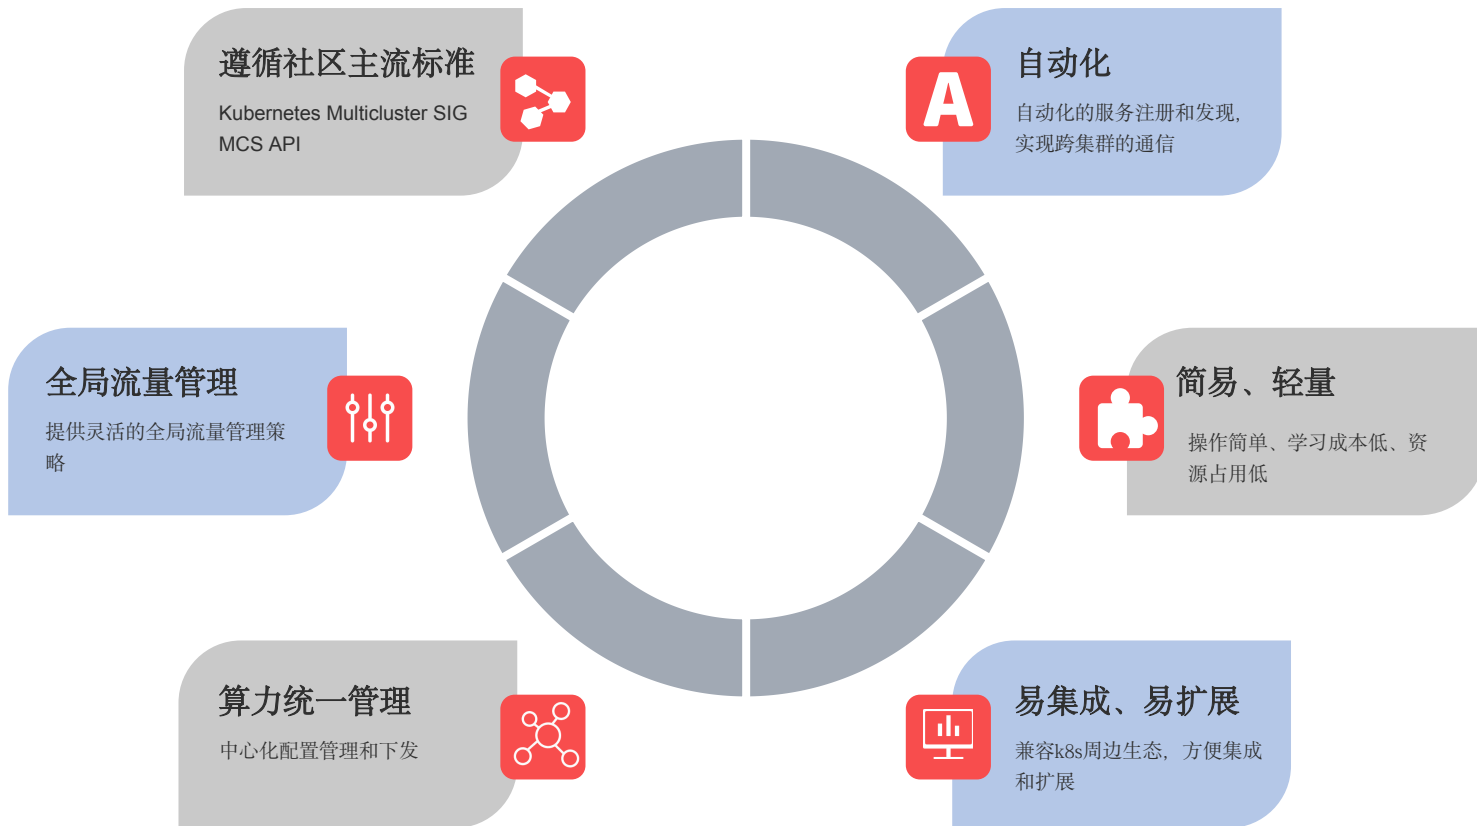 遵循社区主流标准
Kubernetes Multicluster SIG
MCS API
A
自动化
自动化的服务注册和发现，
实现跨集群的通信
全局流量管理
提供灵活的全局流量管理策
略
简易、轻量
操作简单、学习成本低、资
源占用低
算力统一管理
中心化配置管理和下发
易集成、易扩展
兼容k8s周边生态，方便集成
和扩展